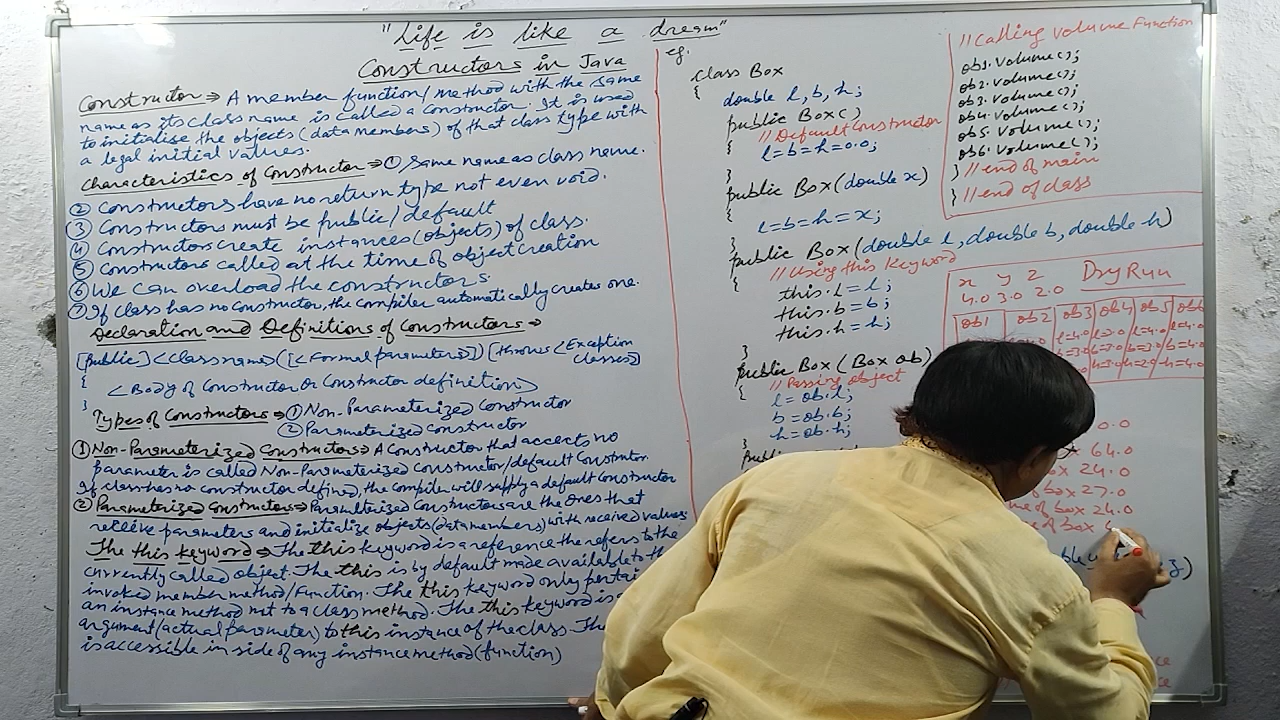 "Life is like a dream"
Constructors in Java
Constructor ⇒ A member function/method with the same
name as its class name is called a constructor. It is used
to initialise the objects (data members) of that class type with
a legal initial values.
Characteristics of Constructor ⇒ ① Same name as class name.
② Constructors have no return type not even void.
③ Constructors must be public/default
④ Constructors create instances (objects) of class.
⑤ Constructors called at the time of object creation
⑥ We can overload the constructors.
⑦ If class has no constructor, the compiler automatically creates one.
Declaration and Definitions of Constructors ⇒
[public] <class name> ([<Formal parameters>]) [throws <Exception
classes>]
{
<Body of Constructor or Constructor definition>
}
Types of Constructors ⇒ ① Non-Parameterized Constructor
② Parameterized Constructor
① Non-Parameterized Constructors ⇒ A Constructor that accepts no
parameter is called Non-Parameterized Constructor/default Constructor.
If class has no constructor defined, the compiler will supply a default constructor
② Parameterized Constructors ⇒ Parameterized Constructors are the ones that
receive parameters and initialize objects (data members) with received values
The this keyword ⇒ The this keyword is a reference the refers to the
currently called object. The this is by default made available to the
invoked member method/function. The this keyword only pertai
an instance method not to a class method. The this keyword is
argument (actual parameter) to this instance of the class. The
is accessible in side of any instance method (function)
eg.
class Box
{
double l, b, h;
public Box()
// Default Constructor
{
l=b=h=0.0;
}
public Box(double x)
{
l=b=h=x;
}
public Box(double l, double b, double h)
// Using this Keyword
{
this.l = l;
this.b = b;
this.h = h;
}
public Box(Box ob)
// Passing object
{
l = ob.l;
b = ob.b;
h = ob.h;
}
// Calling Volume Function
ob1.volume();
ob2.volume();
ob3.volume();
ob4.volume();
ob5.volume();
ob6.volume();
} // end of main
} // end of class
x y z Dry Run
4.0 3.0 2.0
ob1 ob2 ob3 ob4 ob5 ob6
0.0
64.0
box 24.0
box 27.0
me of box 24.0
of box